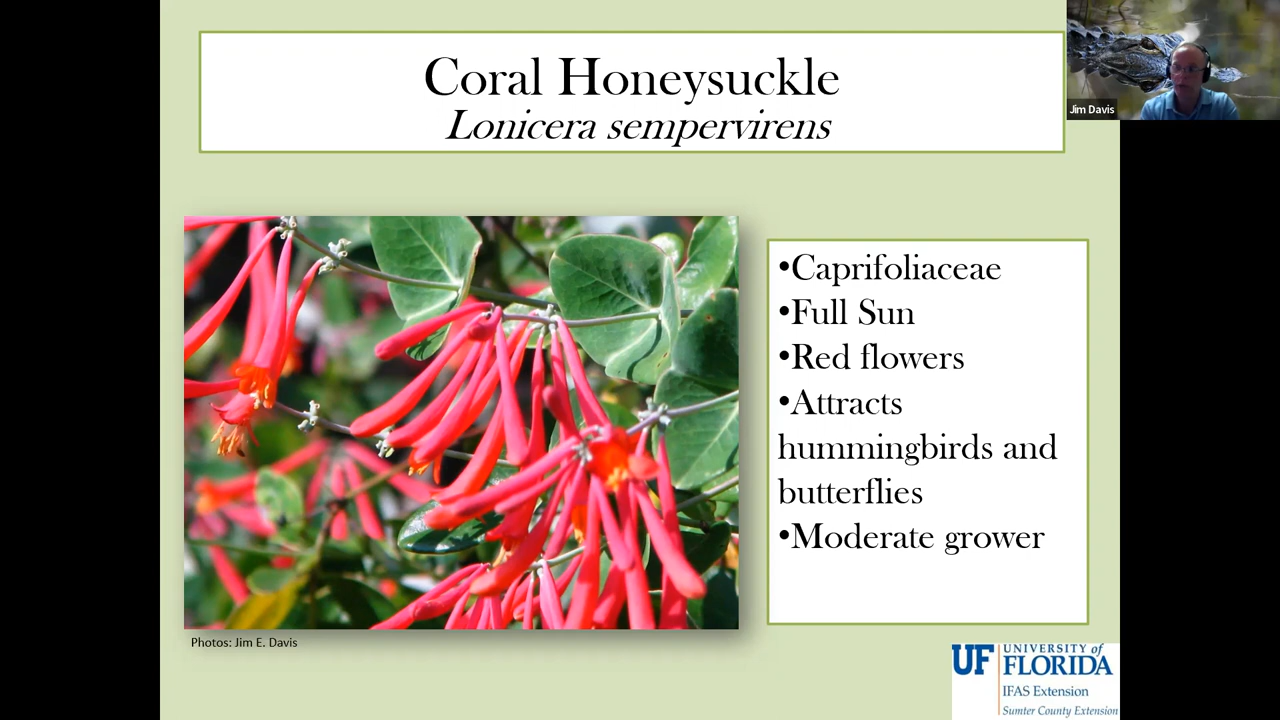 Coral Honeysuckle
Lonicera sempervirens
Jim Davis
•Caprifoliaceae
•Full Sun
•Red flowers
•Attracts
hummingbirds and
butterflies
•Moderate grower
Photos: Jim E. Davis
UF UNIVERSITY of
FLORIDA
IFAS Extension
Sumter County Extension